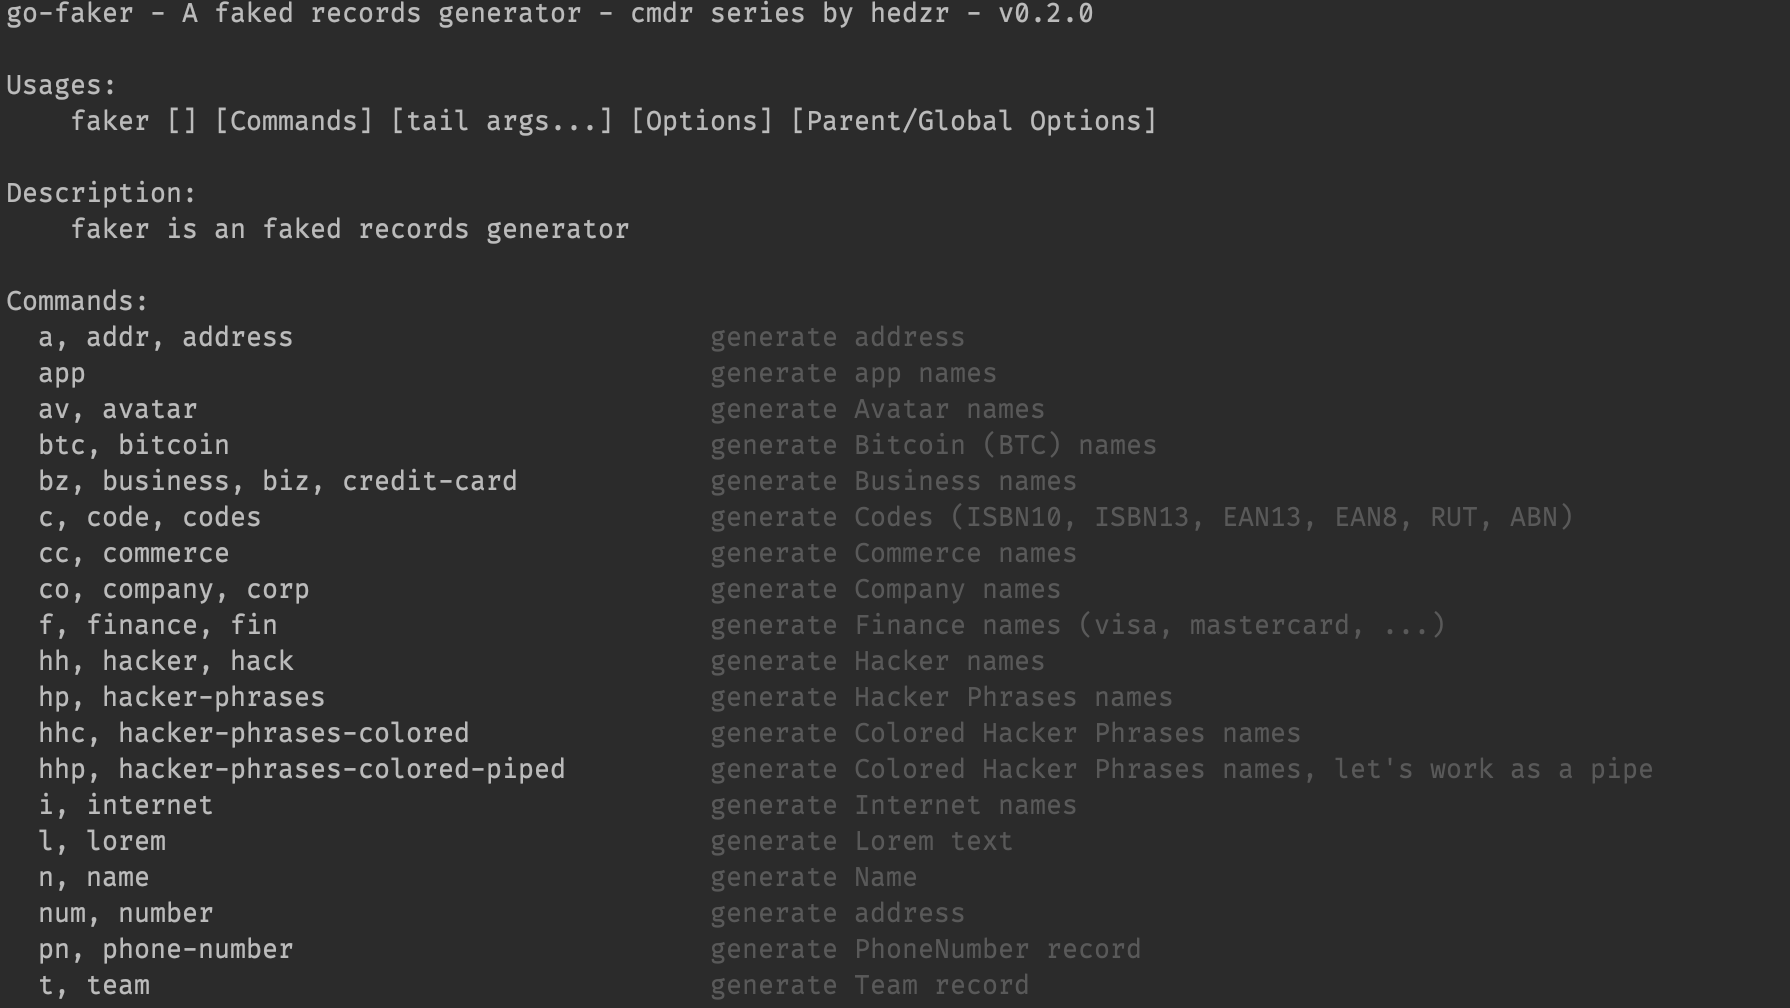 go-faker - A faked records generator - cmdr series by hedzr - v0.2.0
Usages:
faker [] [Commands] [tail args...] [Options] [Parent/Global Options]
Description:
faker is an faked records generator
Commands:
a, addr, address generate address
app generate app names
av, avatar generate Avatar names
btc, bitcoin generate Bitcoin (BTC) names
bz, business, biz, credit-card generate Business names
c, code, codes generate Codes (ISBN10, ISBN13, EAN13, EAN8, RUT, ABN)
cc, commerce generate Commerce names
co, company, corp generate Company names
f, finance, fin generate Finance names (visa, mastercard, ...)
hh, hacker, hack generate Hacker names
hp, hacker-phrases generate Hacker Phrases names
hhc, hacker-phrases-colored generate Colored Hacker Phrases names
hhp, hacker-phrases-colored-piped generate Colored Hacker Phrases names, let's work as a pipe
i, internet generate Internet names
l, lorem generate Lorem text
n, name generate Name
num, number generate address
pn, phone-number generate PhoneNumber record
t, team generate Team record